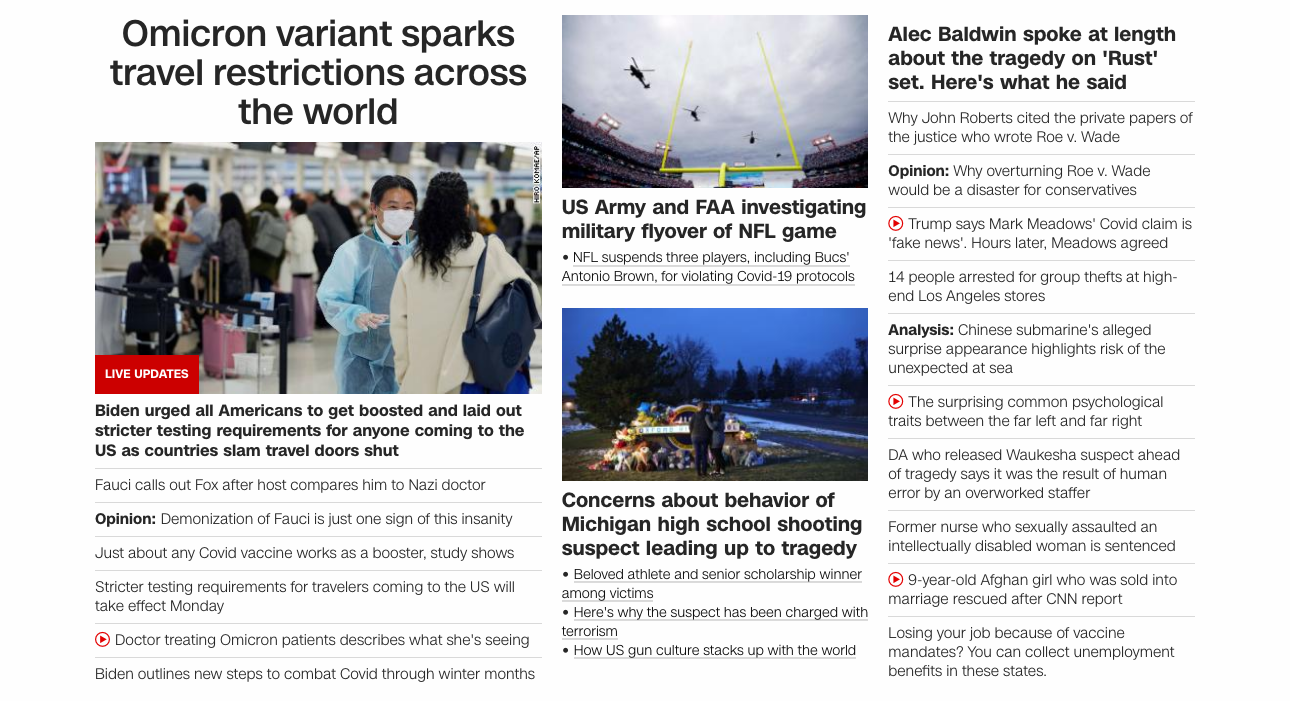 Omicron variant sparks
travel restrictions across
the world
HIRO KOMAE/AP
LIVE UPDATES
Biden urged all Americans to get boosted and laid out
stricter testing requirements for anyone coming to the
US as countries slam travel doors shut
Fauci calls out Fox after host compares him to Nazi doctor
Opinion: Demonization of Fauci is just one sign of this insanity
Just about any Covid vaccine works as a booster, study shows
Stricter testing requirements for travelers coming to the US will
take effect Monday
Doctor treating Omicron patients describes what she's seeing
Biden outlines new steps to combat Covid through winter months
US Army and FAA investigating
military flyover of NFL game
• NFL suspends three players, including Bucs'
Antonio Brown, for violating Covid-19 protocols
Concerns about behavior of
Michigan high school shooting
suspect leading up to tragedy
• Beloved athlete and senior scholarship winner
among victims
• Here's why the suspect has been charged with
terrorism
• How US gun culture stacks up with the world
Alec Baldwin spoke at length
about the tragedy on 'Rust'
set. Here's what he said
Why John Roberts cited the private papers of
the justice who wrote Roe v. Wade
Opinion: Why overturning Roe v. Wade
would be a disaster for conservatives
Trump says Mark Meadows' Covid claim is
'fake news'. Hours later, Meadows agreed
14 people arrested for group thefts at high-
end Los Angeles stores
Analysis: Chinese submarine's alleged
surprise appearance highlights risk of the
unexpected at sea
The surprising common psychological
traits between the far left and far right
DA who released Waukesha suspect ahead
of tragedy says it was the result of human
error by an overworked staffer
Former nurse who sexually assaulted an
intellectually disabled woman is sentenced
9-year-old Afghan girl who was sold into
marriage rescued after CNN report
Losing your job because of vaccine
mandates? You can collect unemployment
benefits in these states.